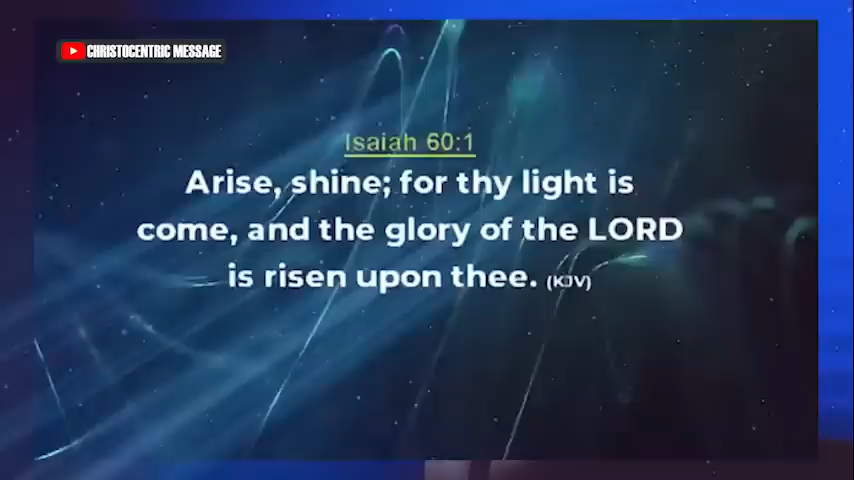 CHRISTOCENTRIC MESSAGE
Isaiah 60:1
Arise, shine; for thy light is
come, and the glory of the LORD
is risen upon thee. (KJV)